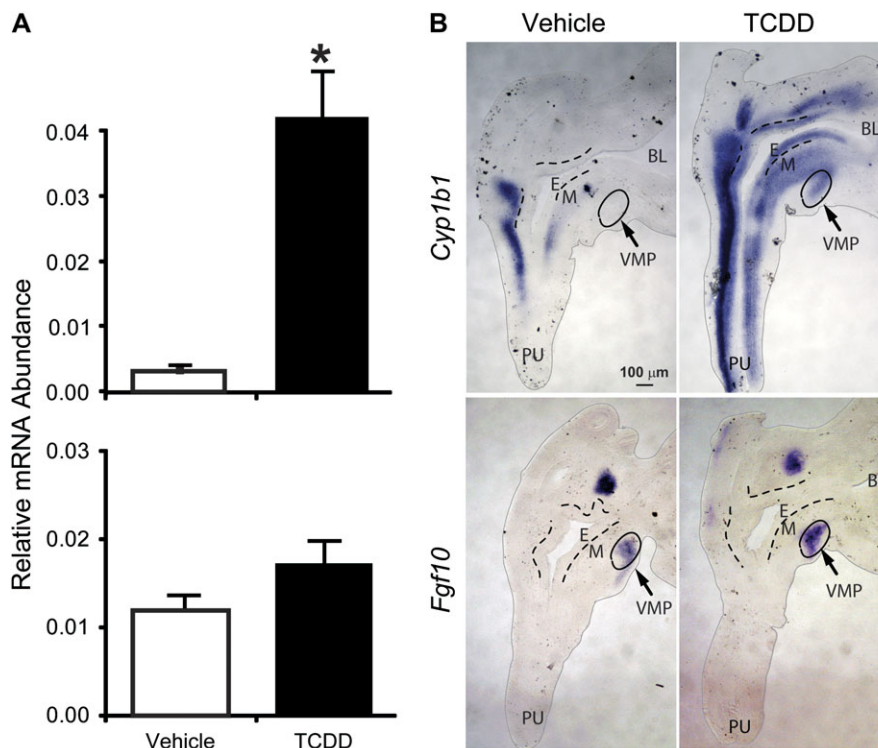 A
Relative mRNA Abundance
*
0.04
0.03
0.02
0.01
0.00
0.03
0.02
0.01
0.00
Vehicle
TCDD
B
Vehicle
TCDD
Cyp1b1
BL
E
M
VMP
PU
100 μm
BL
E
M
VMP
PU
Fgf10
E
M
VMP
PU
B
E
M
VMP
PU